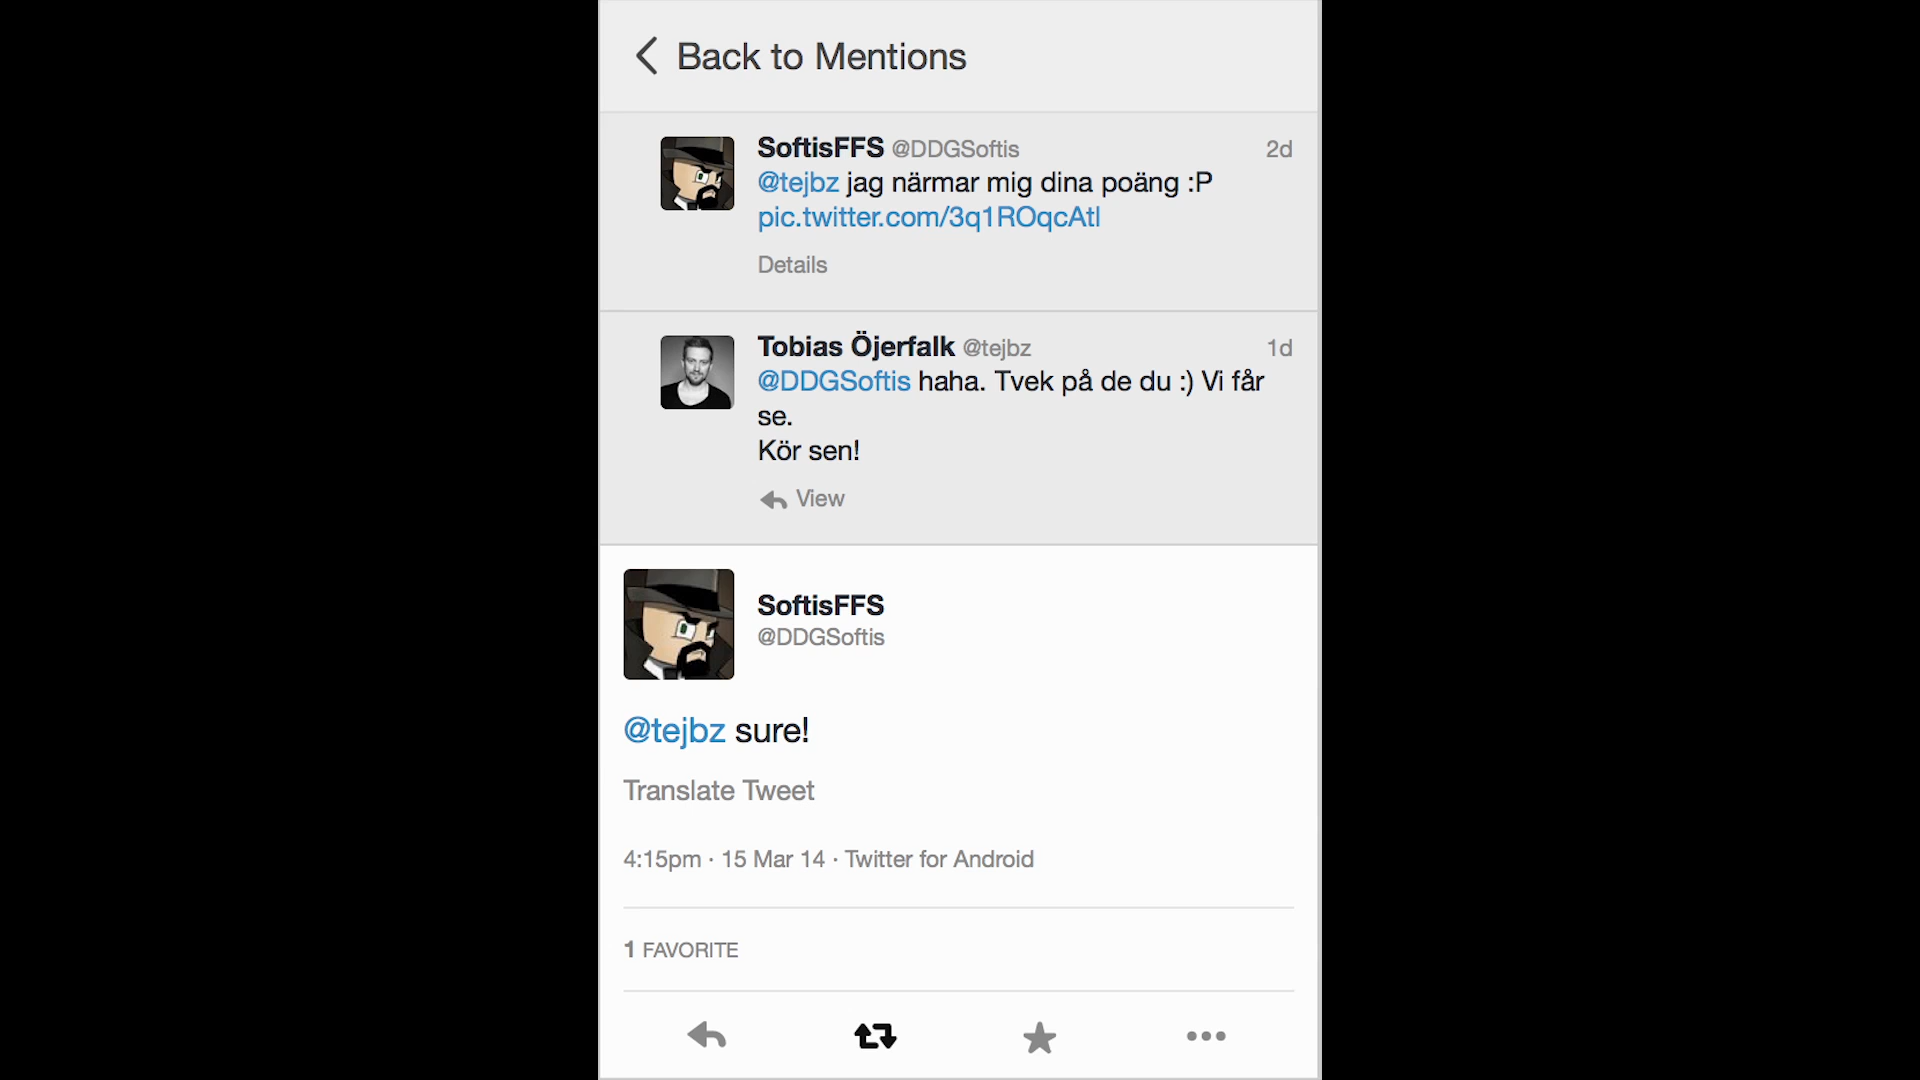 Back to Mentions
SoftisFFS @DDGSoftis 2d
@tejbz jag närmar mig dina poäng :P
pic.twitter.com/3q1ROqcAtl
Details
Tobias Öjerfalk @tejbz 1d
@DDGSoftis haha. Tvek på de du :) Vi får
se.
Kör sen!
View
SoftisFFS
@DDGSoftis
@tejbz sure!
Translate Tweet
4:15pm · 15 Mar 14 · Twitter for Android
1 FAVORITE